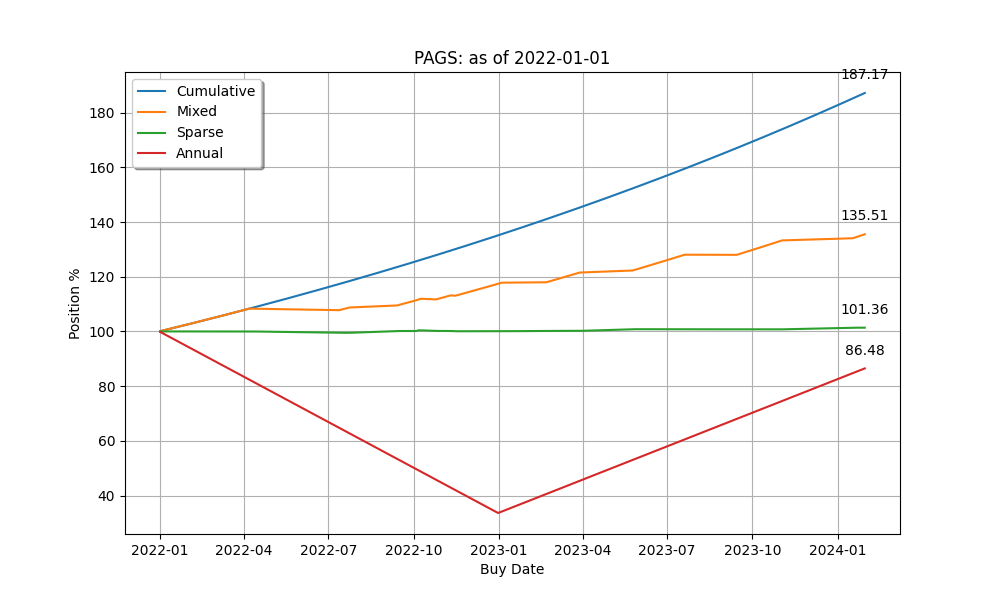 PAGS: as of 2022-01-01
Cumulative
Mixed
Sparse
Annual
187.17
135.51
101.36
86.48
Position %
180
160
140
120
100
80
60
40
2022-01 2022-04 2022-07 2022-10 2023-01 2023-04 2023-07 2023-10 2024-01
Buy Date